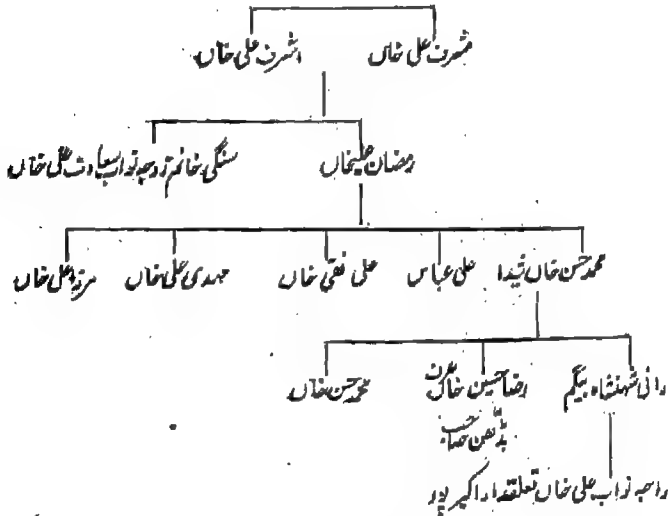 مشرف علی خاں اشرف علی خاں
رمضان علیخاں سنگی خانم زوجہ نواب سعادت علی خاں
محمد حسن خاں شیدا علی عباس علی نقی خاں مہدی علی خاں مرزا علی خاں
رانی شہنشاہ بیگم رضا حسین خاں عرف محمد حسن خاں
بڈھن صاحب
راجہ نواب علی خاں تعلقدار اکبر پور